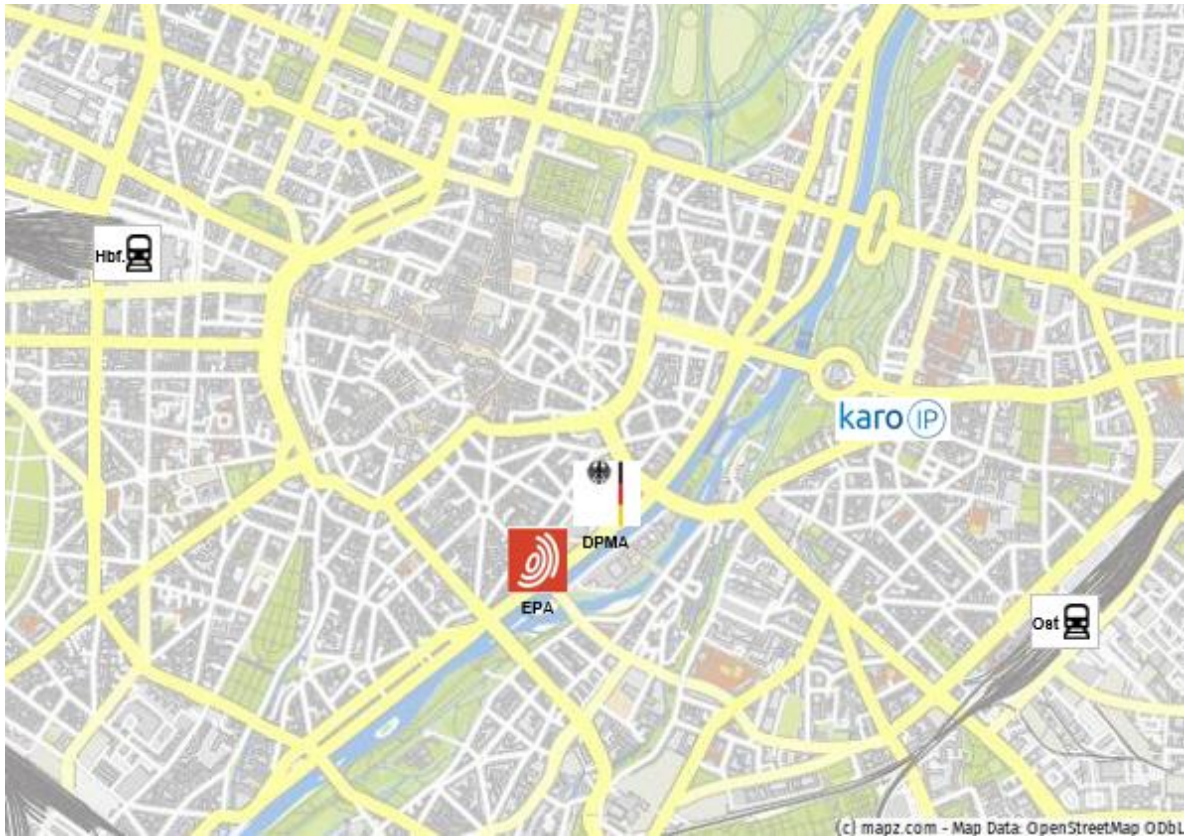 Hbf.
karo IP
DPMA
EPA
Ost
(c) mapz.com - Map Data: OpenStreetMap ODbL